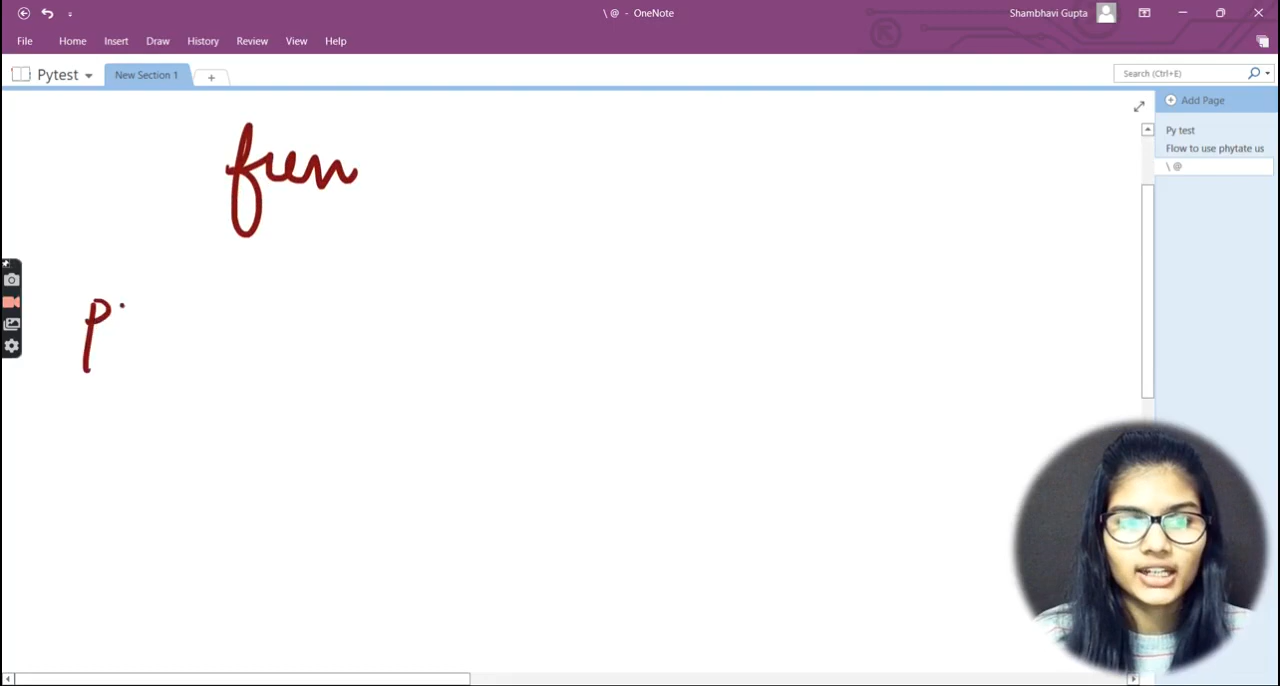 \ @ - OneNote
Shambhavi Gupta
File Home Insert Draw History Review View Help
Pytest
New Section 1
+
Search (Ctrl+E)
Add Page
Py test
Flow to use phytate us
\ @
fun
p